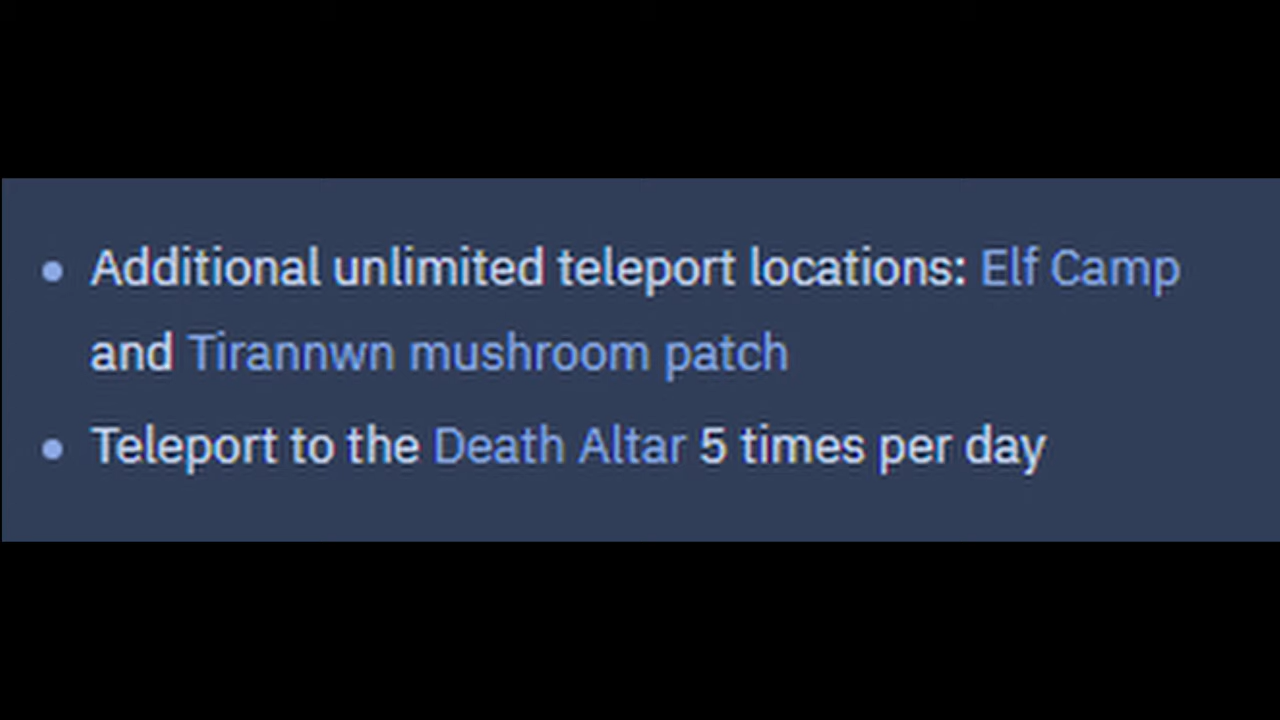 Additional unlimited teleport locations: Elf Camp
and Tirannwn mushroom patch
Teleport to the Death Altar 5 times per day